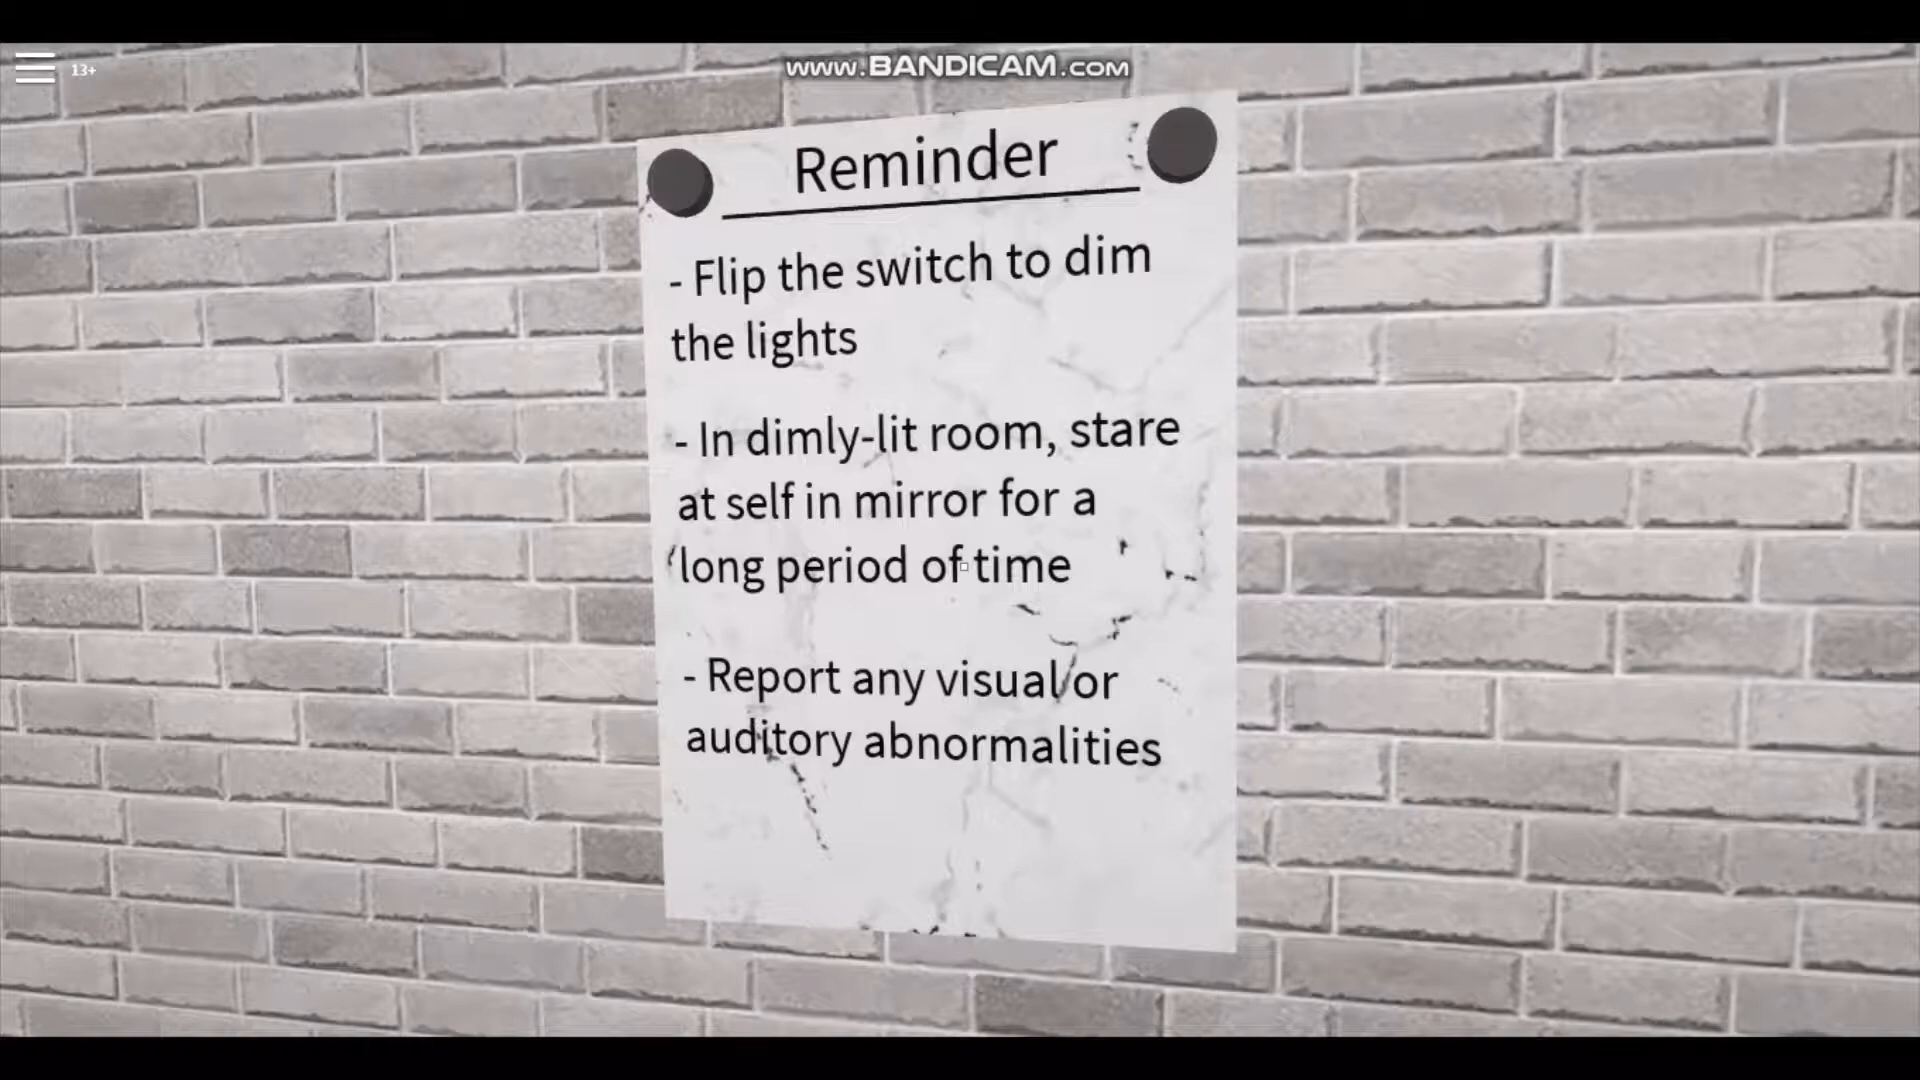 13+
www.BANDICAM.com
Reminder
- Flip the switch to dim
the lights
- In dimly-lit room, stare
at self in mirror for a
long period of time
- Report any visual or
auditory abnormalities